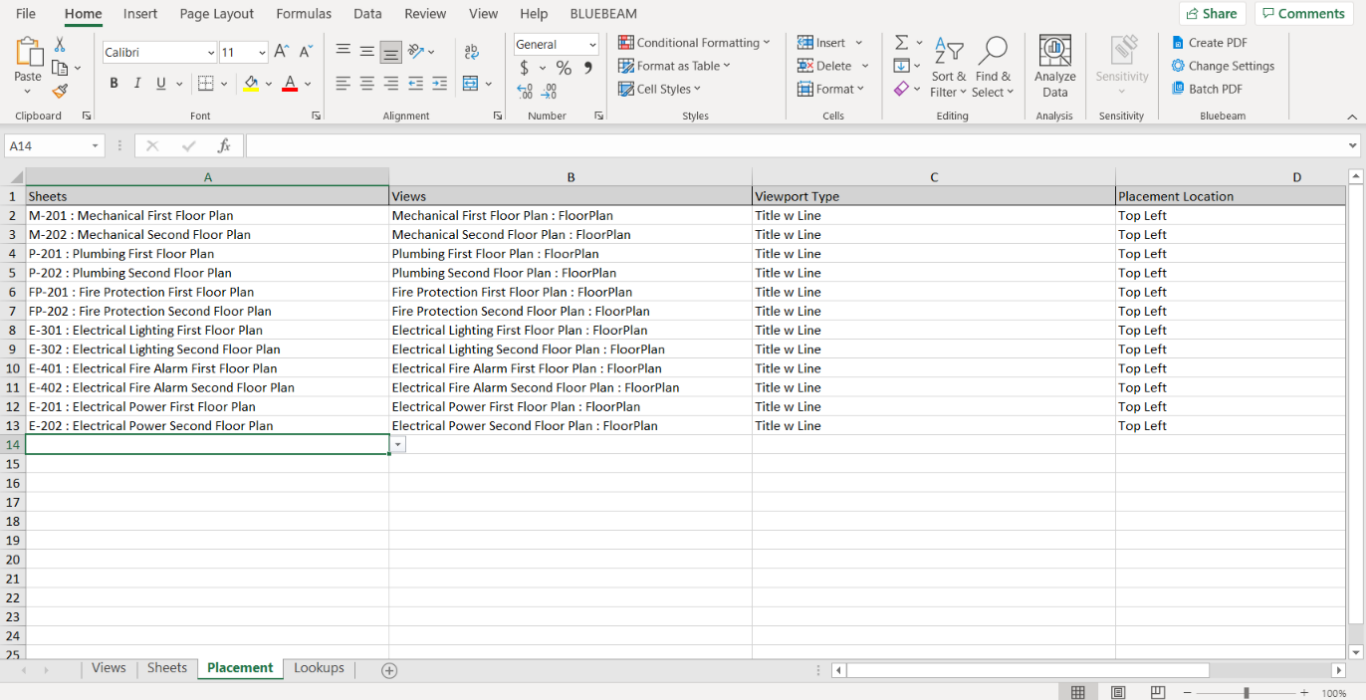 File Home Insert Page Layout Formulas Data Review View Help BLUEBEAM Share Comments
Paste
Clipboard
Calibri 11
B I U A
Font
ab
Alignment
General
$ % 9
.00 .00
Number
Conditional Formatting
Format as Table
Cell Styles
Styles
Insert
Delete
Format
Cells
Sort & Filter
Find & Select
Editing
Analyze Data
Analysis
Sensitivity
Sensitivity
Create PDF
Change Settings
Batch PDF
Bluebeam
A14 fx
A B C D
1 Sheets Views Viewport Type Placement Location
2 M-201 : Mechanical First Floor Plan Mechanical First Floor Plan : FloorPlan Title w Line Top Left
3 M-202 : Mechanical Second Floor Plan Mechanical Second Floor Plan : FloorPlan Title w Line Top Left
4 P-201 : Plumbing First Floor Plan Plumbing First Floor Plan : FloorPlan Title w Line Top Left
5 P-202 : Plumbing Second Floor Plan Plumbing Second Floor Plan : FloorPlan Title w Line Top Left
6 FP-201 : Fire Protection First Floor Plan Fire Protection First Floor Plan : FloorPlan Title w Line Top Left
7 FP-202 : Fire Protection Second Floor Plan Fire Protection Second Floor Plan : FloorPlan Title w Line Top Left
8 E-301 : Electrical Lighting First Floor Plan Electrical Lighting First Floor Plan : FloorPlan Title w Line Top Left
9 E-302 : Electrical Lighting Second Floor Plan Electrical Lighting Second Floor Plan : FloorPlan Title w Line Top Left
10 E-401 : Electrical Fire Alarm First Floor Plan Electrical Fire Alarm First Floor Plan : FloorPlan Title w Line Top Left
11 E-402 : Electrical Fire Alarm Second Floor Plan Electrical Fire Alarm Second Floor Plan : FloorPlan Title w Line Top Left
12 E-201 : Electrical Power First Floor Plan Electrical Power First Floor Plan : FloorPlan Title w Line Top Left
13 E-202 : Electrical Power Second Floor Plan Electrical Power Second Floor Plan : FloorPlan Title w Line Top Left
14
15
16
17
18
19
20
21
22
23
24
25
Views Sheets Placement Lookups
100%